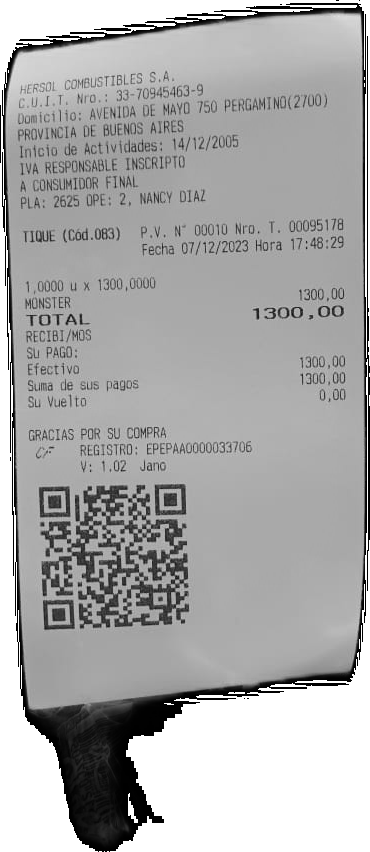 HERSOL COMBUSTIBLES S.A.
C.U.I.T. Nro.: 33-70945463-9
Domicilio: AVENIDA DE MAYO 750 PERGAMINO(2700)
PROVINCIA DE BUENOS AIRES
Inicio de Actividades: 14/12/2005
IVA RESPONSABLE INSCRIPTO
A CONSUMIDOR FINAL
PLA: 2625 OPE: 2, NANCY DIAZ
TIQUE (Cód.083) P.V. N° 00010 Nro. T. 00095178
Fecha 07/12/2023 Hora 17:48:29
1,0000 u x 1300,0000
MONSTER 1300,00
TOTAL 1300,00
RECIBI/MOS
Su PAGO:
Efectivo 1300,00
Suma de sus pagos 1300,00
Su Vuelto 0,00
GRACIAS POR SU COMPRA
CF REGISTRO: EPEPAA0000033706
V: 1.02 Jano